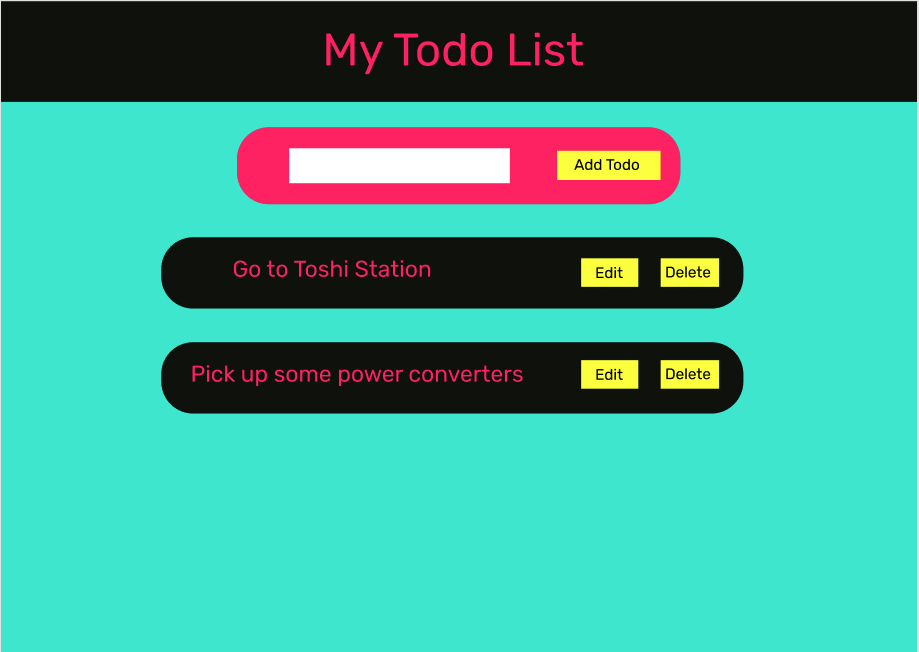 My Todo List
Add Todo
Go to Toshi Station
Edit
Delete
Pick up some power converters
Edit
Delete